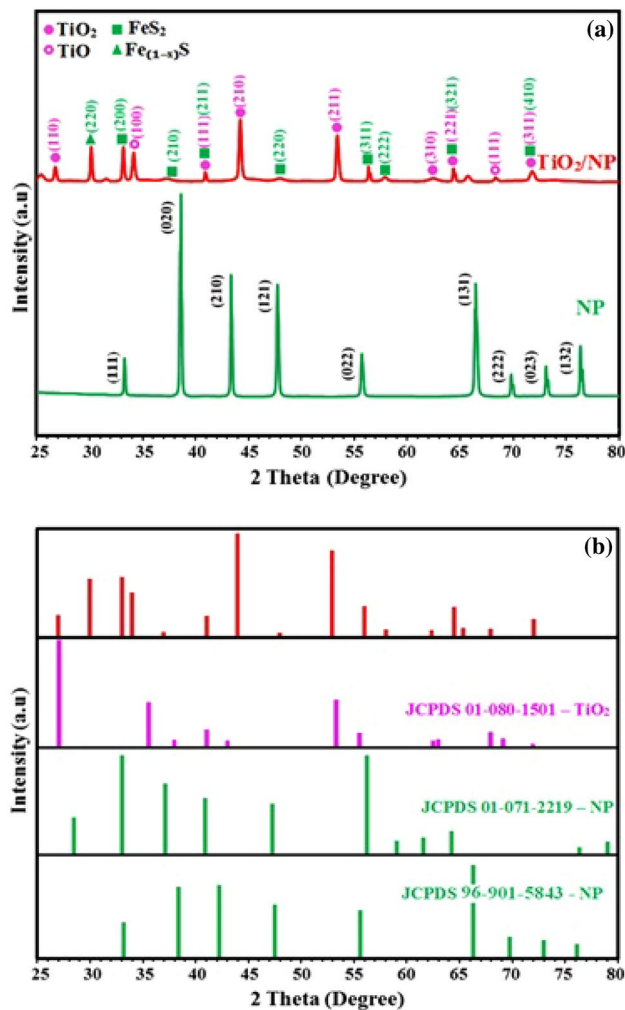 (a)
● TiO₂ ■ FeS₂
○ TiO ▲ Fe₍₁₋ₓ₎S
(110)
(220)
(200)
(100)
(210)
(111)(211)
(210)
(220)
(211)
(311)
(222)
(310)
(221)(321)
(111)
(311)(410)
TiO₂/NP
Intensity (a.u)
(111)
(020)
(210)
(121)
(022)
(131)
(222)
(023)
(132)
NP
25 30 35 40 45 50 55 60 65 70 75 80
2 Theta (Degree)
(b)
Intensity (a.u)
JCPDS 01-080-1501 – TiO₂
JCPDS 01-071-2219 – NP
JCPDS 96-901-5843 - NP
25 30 35 40 45 50 55 60 65 70 75 80
2 Theta (Degree)